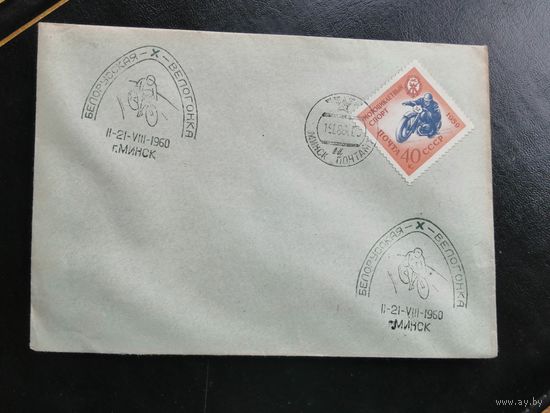 БЕЛОРУССКАЯ - X - ВЕЛОГОНКА
11-21-VIII-1960
г. МИНСК
МИНСК ПОЧТАМТ
МОТОЦИКЛЕТНЫЙ
СПОРТ
1959
ПОЧТА СССР
40
К
БЕЛОРУССКАЯ - X - ВЕЛОГОНКА
11-21-VIII-1960
г. МИНСК
www.ay.by